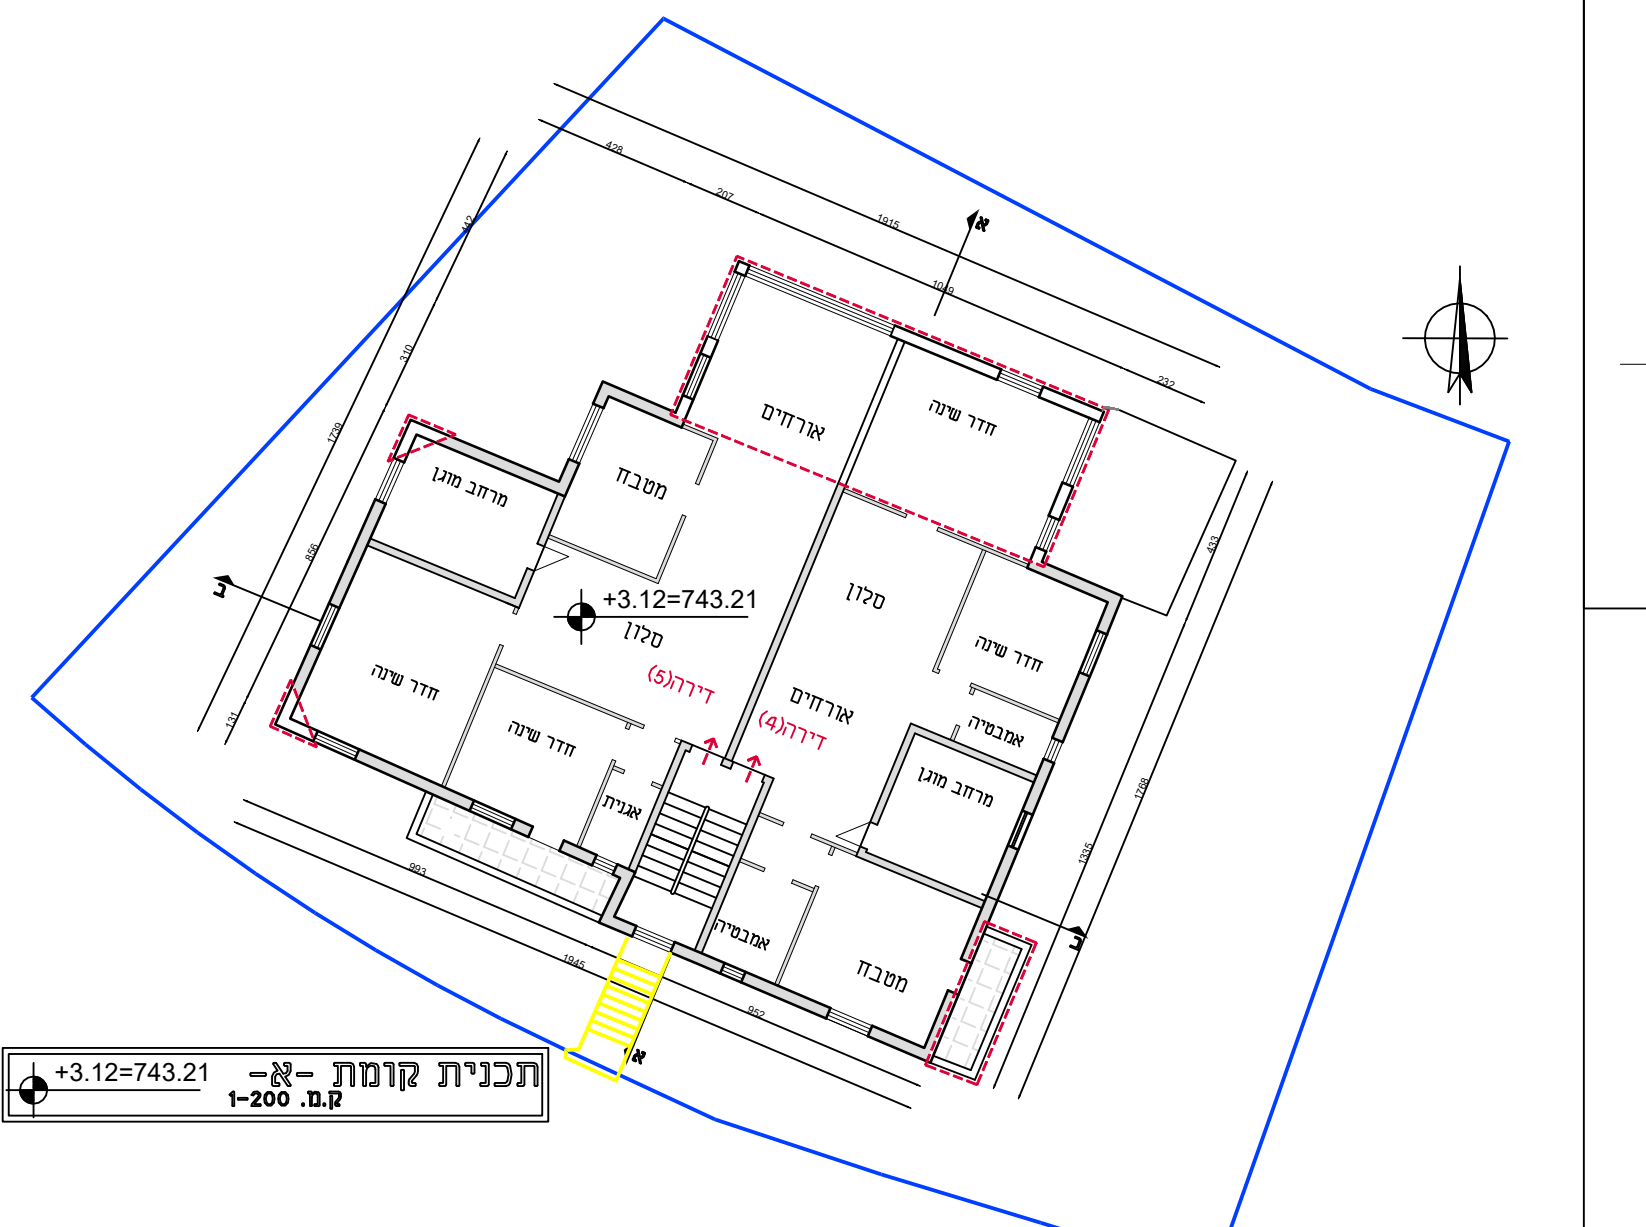 428
207
1915
א
442
1049
310
232
1739
אורחים
חדר שינה
מטבח
מרחב מוגן
433
856
ב
+3.12=743.21
סלון
סלון
חדר שינה
חדר שינה
דירה(5)
אורחים
דירה(4)
131
חדר שינה
אמבטיה
מרחב מוגן
1768
אגנית
1335
993
אמבטיה
ב
1945
מטבח
952
א
+3.12=743.21
תכנית קומת -א-
ק.מ. 1-200